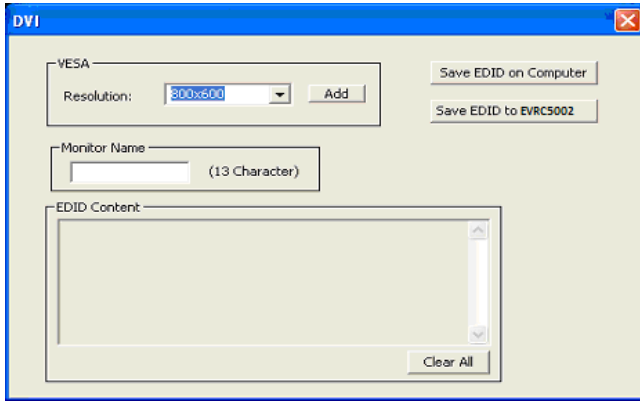 DVI
VESA
Resolution: 800x600 Add
Save EDID on Computer
Save EDID to EVRC5002
Monitor Name
(13 Character)
EDID Content
Clear All